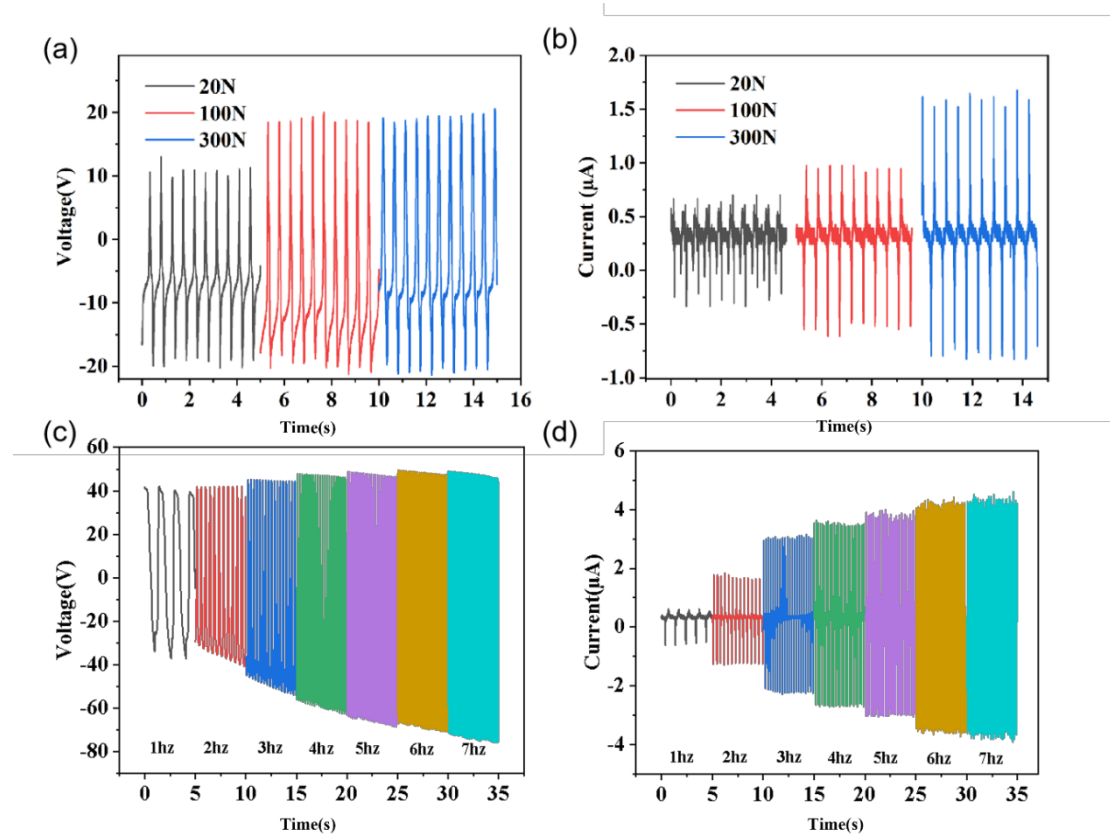 (a)
20N
100N
300N
Voltage(V)
20
10
0
-10
-20
0 2 4 6 8 10 12 14 16
Time(s)
(b)
20N
100N
300N
Current (μA)
2.0
1.5
1.0
0.5
0.0
-0.5
-1.0
0 2 4 6 8 10 12 14
Time(s)
(c)
Voltage(V)
60
40
20
0
-20
-40
-60
-80
1hz 2hz 3hz 4hz 5hz 6hz 7hz
0 5 10 15 20 25 30 35
Time(s)
(d)
Current(μA)
6
4
2
0
-2
-4
1hz 2hz 3hz 4hz 5hz 6hz 7hz
0 5 10 15 20 25 30 35
Time(s)